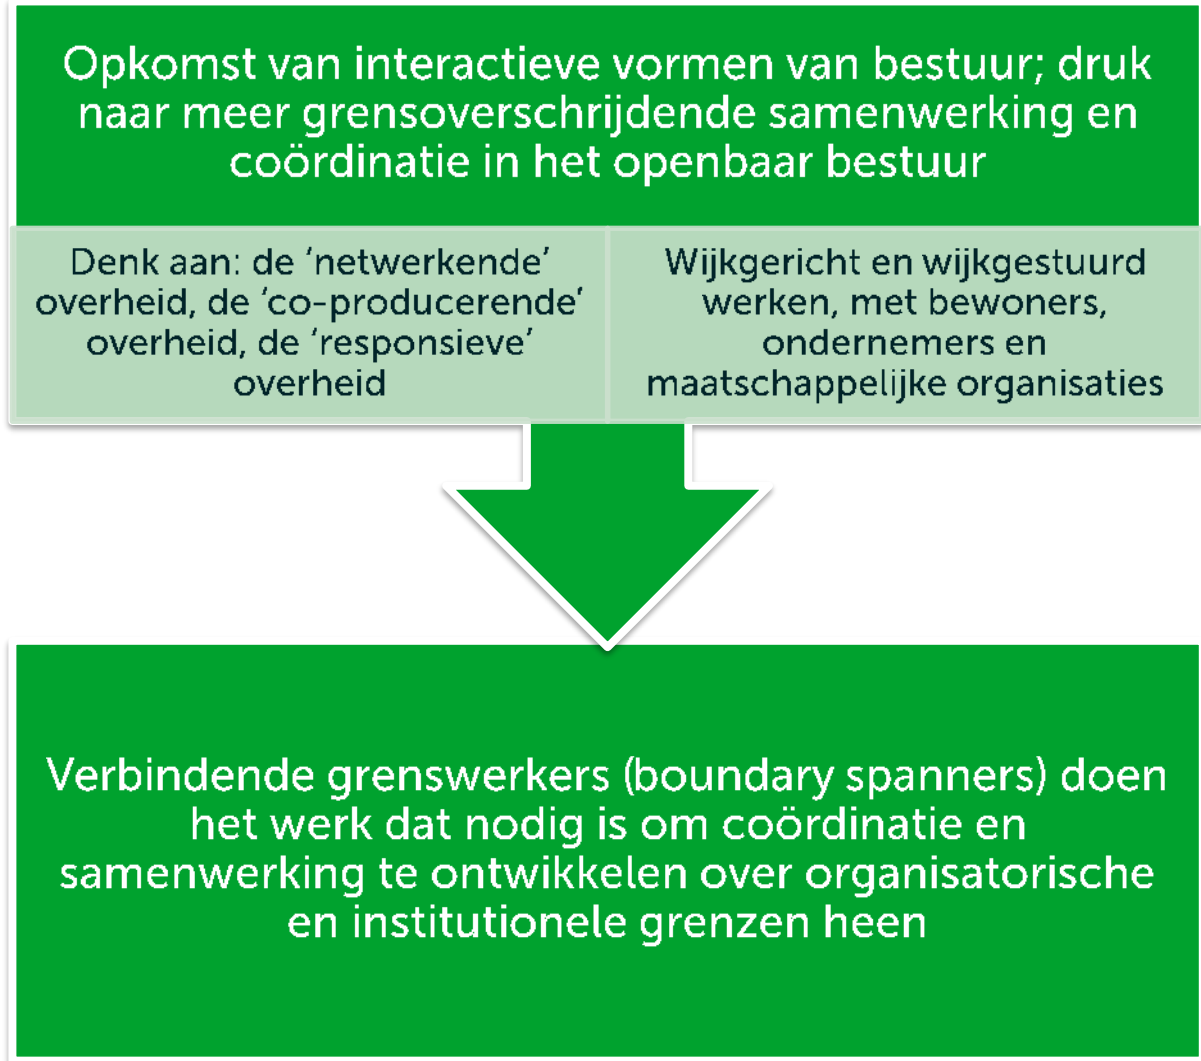 Opkomst van interactieve vormen van bestuur; druk
naar meer grensoverschrijdende samenwerking en
coördinatie in het openbaar bestuur
Denk aan: de ‘netwerkende’
overheid, de ‘co-producerende’
overheid, de ‘responsieve’
overheid
Wijkgericht en wijkgestuurd
werken, met bewoners,
ondernemers en
maatschappelijke organisaties
Verbindende grenswerkers (boundary spanners) doen
het werk dat nodig is om coördinatie en
samenwerking te ontwikkelen over organisatorische
en institutionele grenzen heen